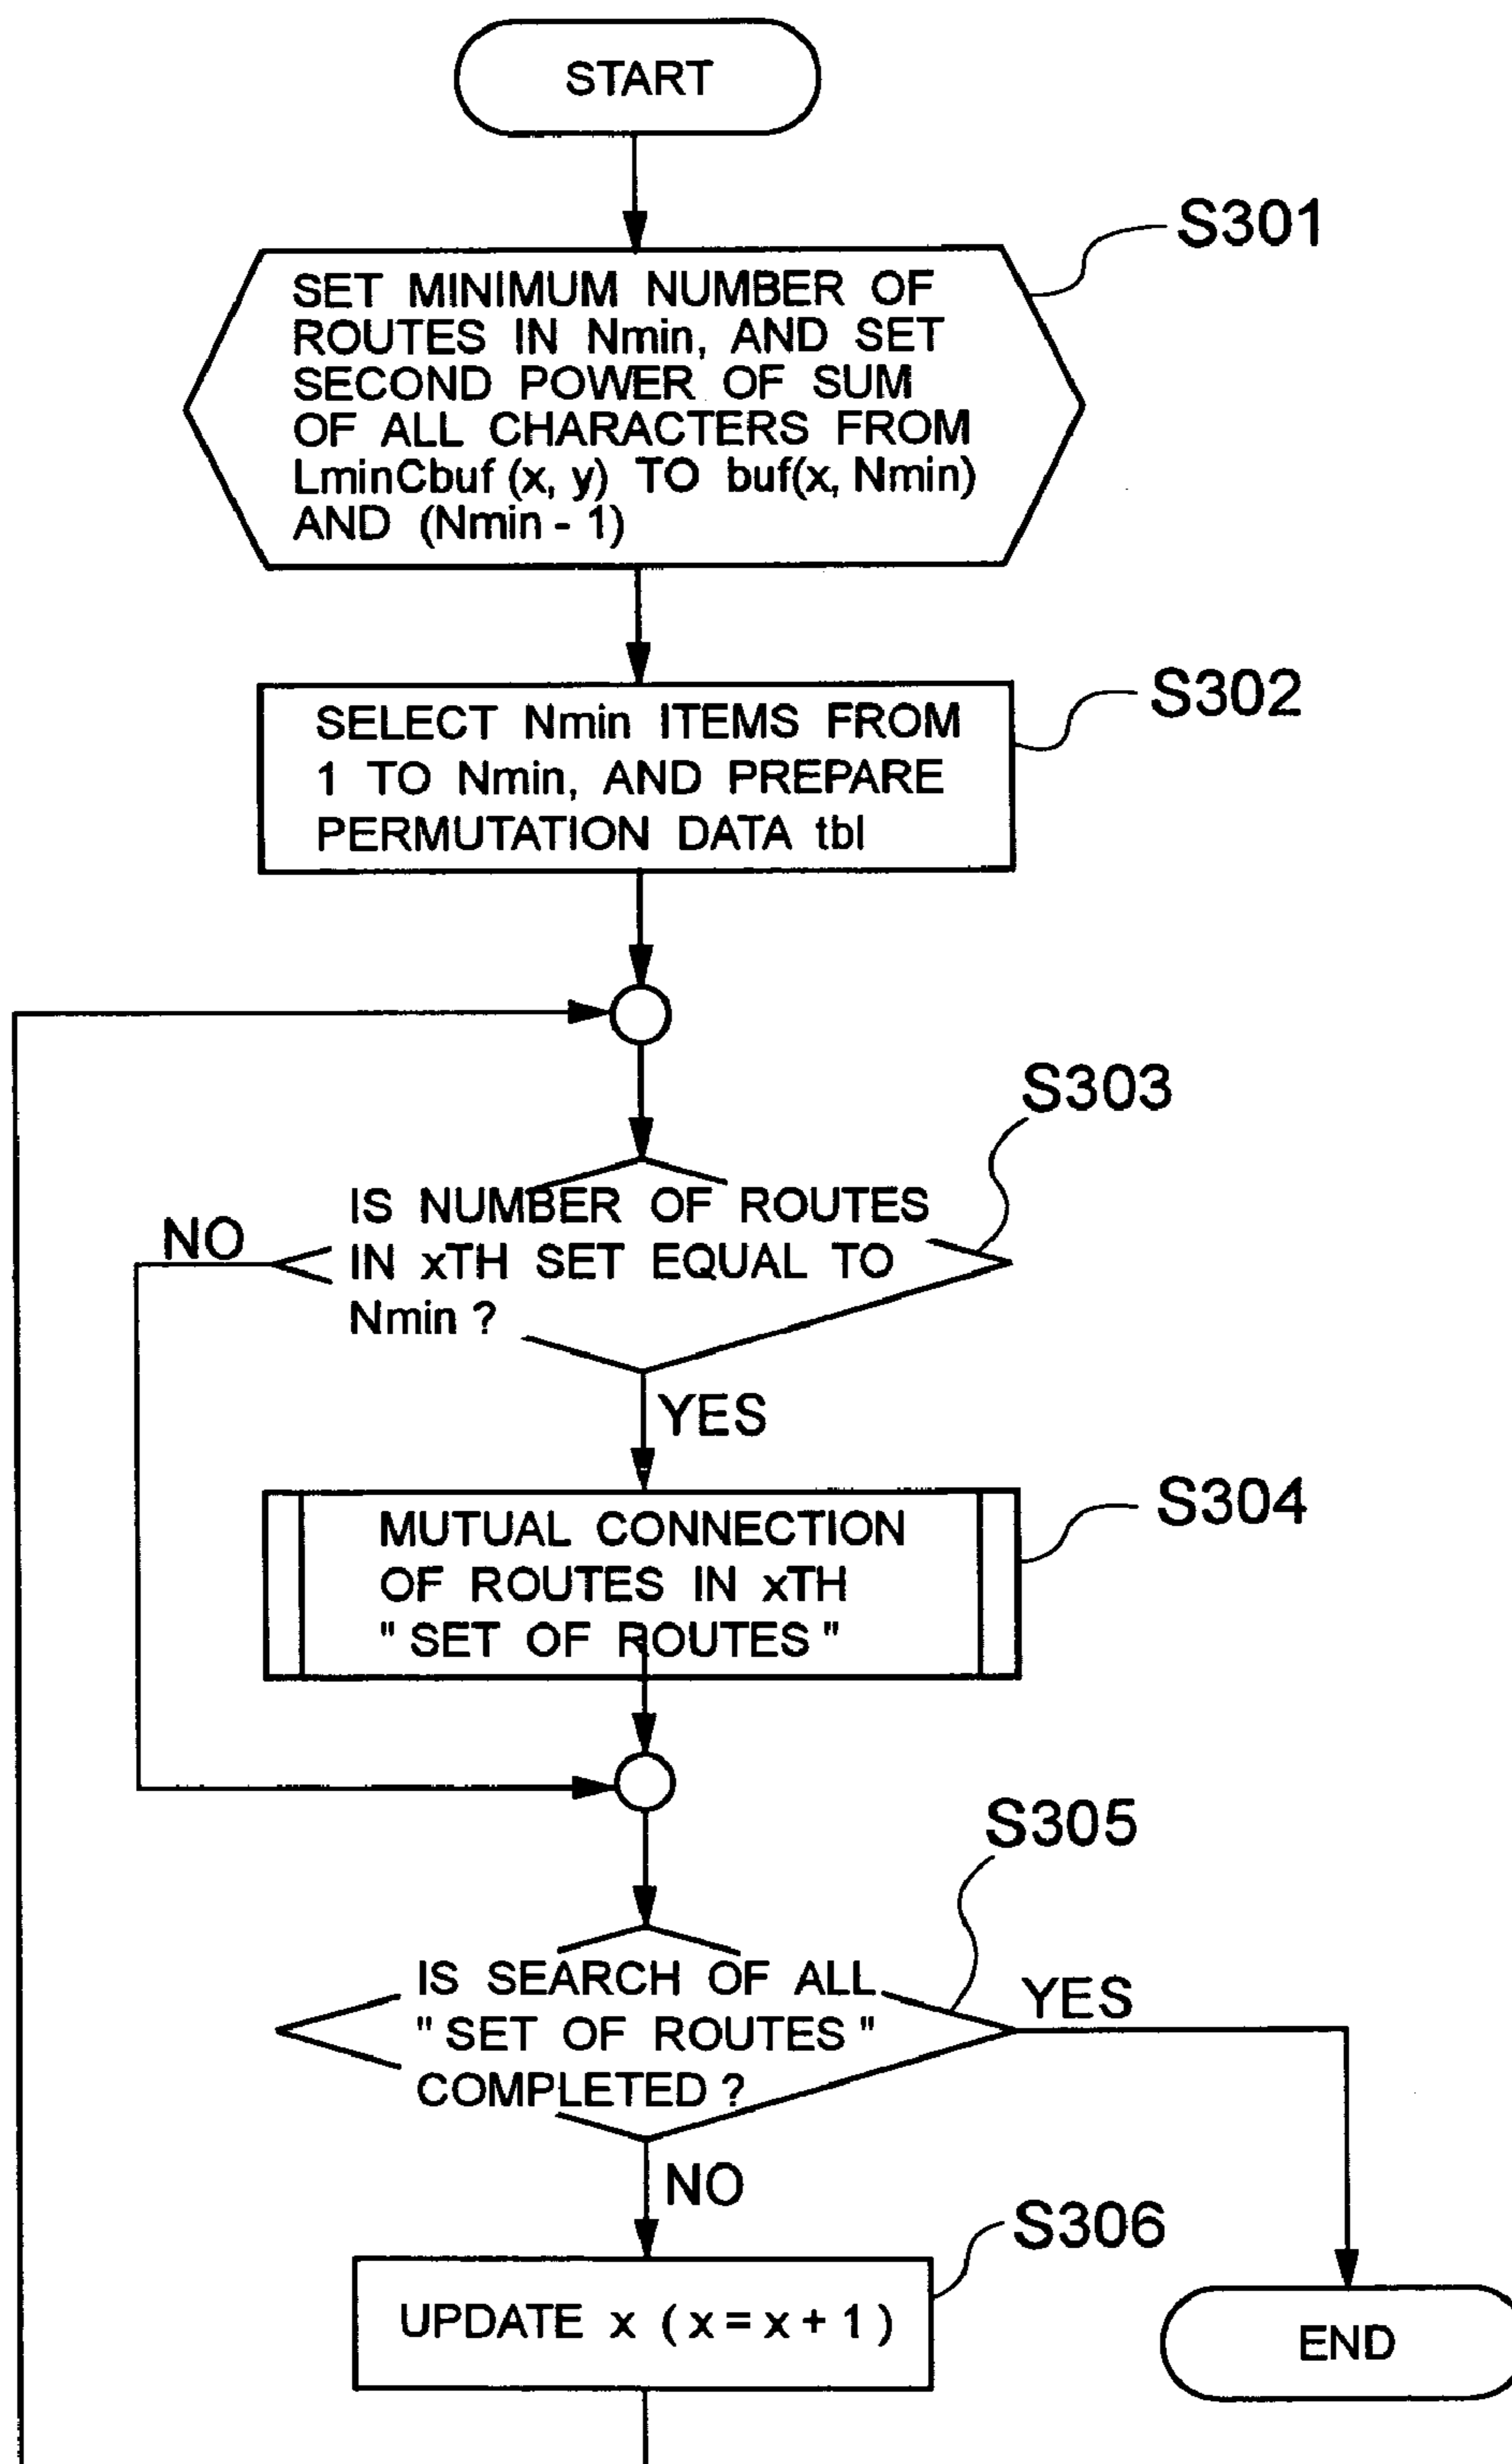 START
S301
SET MINIMUM NUMBER OF
ROUTES IN Nmin, AND SET
SECOND POWER OF SUM
OF ALL CHARACTERS FROM
LminCbuf (x, y) TO buf(x, Nmin)
AND (Nmin - 1)
S302
SELECT Nmin ITEMS FROM
1 TO Nmin, AND PREPARE
PERMUTATION DATA tbl
S303
IS NUMBER OF ROUTES
IN xTH SET EQUAL TO
Nmin ?
NO
YES
S304
MUTUAL CONNECTION
OF ROUTES IN xTH
" SET OF ROUTES "
S305
IS SEARCH OF ALL
" SET OF ROUTES "
COMPLETED ?
YES
NO
S306
UPDATE x ( x = x + 1 )
END